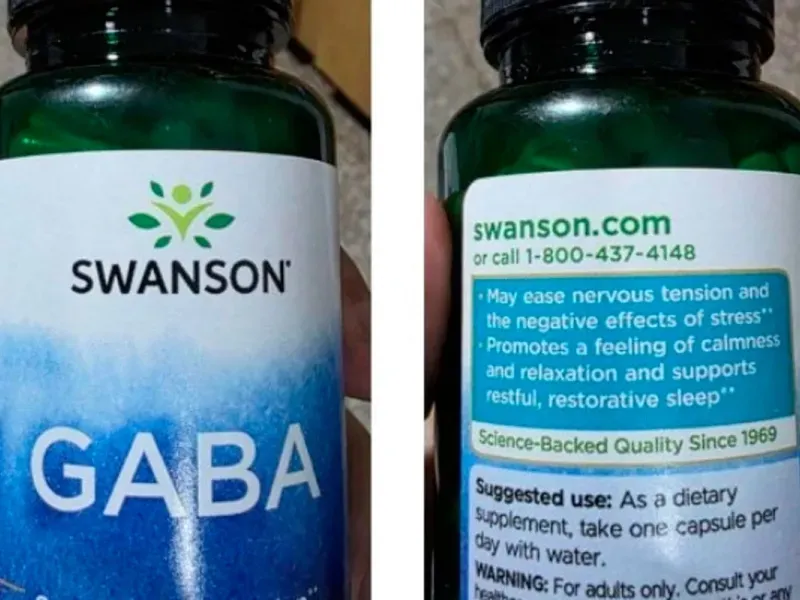 SWANSON
GABA
swanson.com
or call 1-800-437-4148
· May ease nervous tension and
the negative effects of stress**
· Promotes a feeling of calmness
and relaxation and supports
restful, restorative sleep**
Science-Backed Quality Since 1969
Suggested use: As a dietary
supplement, take one capsule per
day with water.
WARNING: For adults only. Consult your